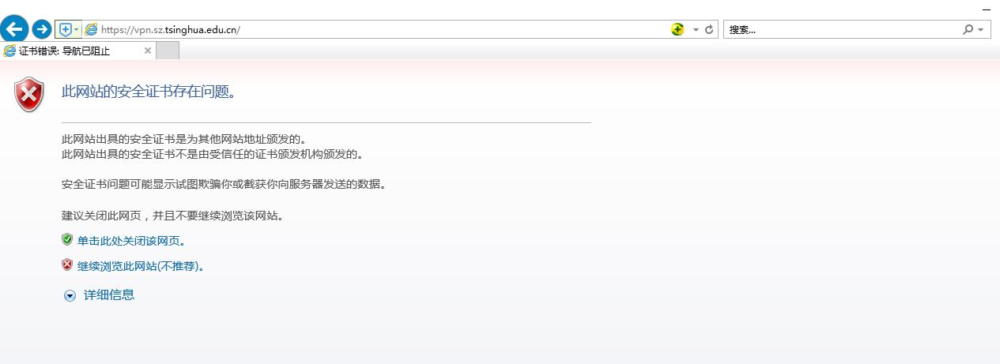 https://vpn.sz.tsinghua.edu.cn/
搜索...
证书错误: 导航已阻止
此网站的安全证书存在问题。
此网站出具的安全证书是为其他网站地址颁发的。
此网站出具的安全证书不是由受信任的证书颁发机构颁发的。
安全证书问题可能显示试图欺骗你或截获你向服务器发送的数据。
建议关闭此网页，并且不要继续浏览该网站。
单击此处关闭该网页。
继续浏览此网站(不推荐)。
详细信息